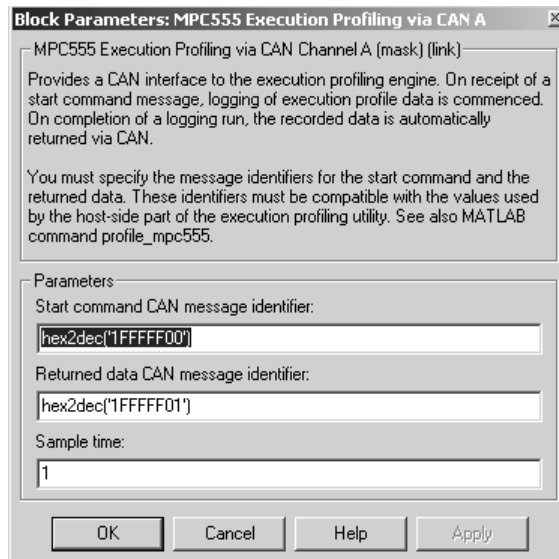 Block Parameters: MPC555 Execution Profiling via CAN A
MPC555 Execution Profiling via CAN Channel A (mask) (link)
Provides a CAN interface to the execution profiling engine. On receipt of a
start command message, logging of execution profile data is commenced.
On completion of a logging run, the recorded data is automatically
returned via CAN.
You must specify the message identifiers for the start command and the
returned data. These identifiers must be compatible with the values used
by the host-side part of the execution profiling utility. See also MATLAB
command profile_mpc555.
Parameters
Start command CAN message identifier:
hex2dec('1FFFFF00')
Returned data CAN message identifier:
hex2dec('1FFFFF01')
Sample time:
1
OK Cancel Help Apply